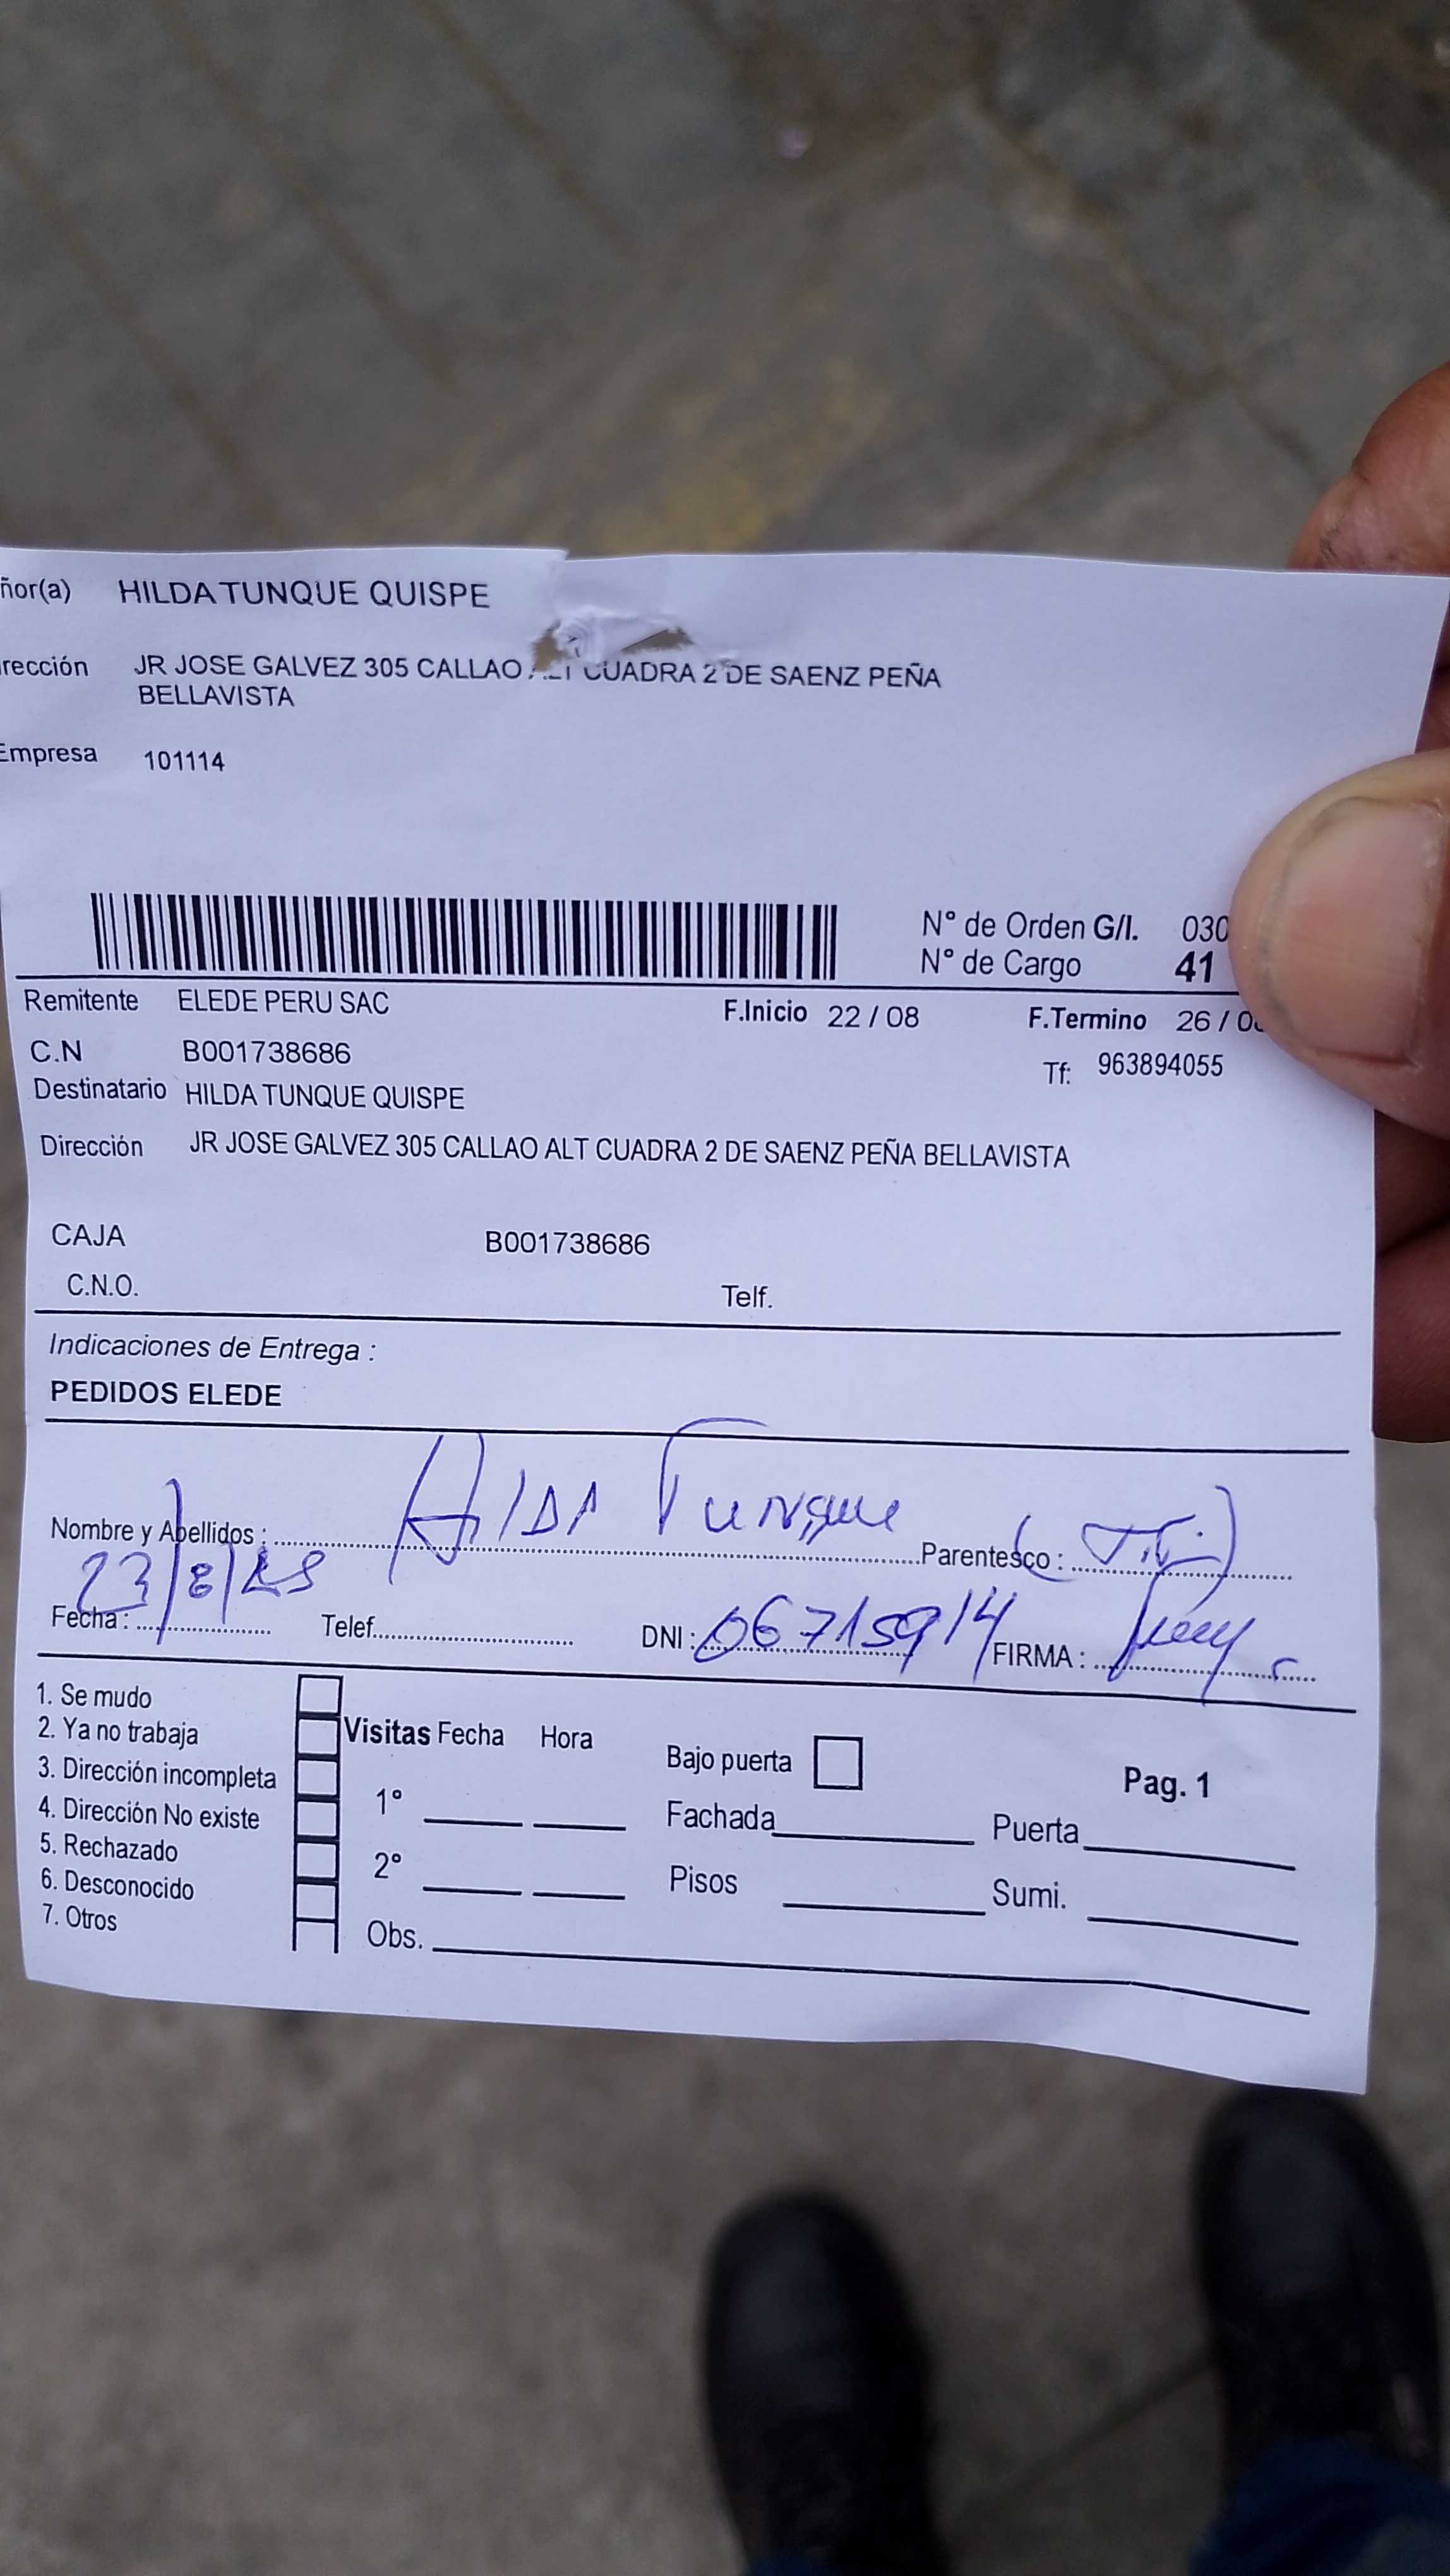 ñor(a) HILDA TUNQUE QUISPE
rección JR JOSE GALVEZ 305 CALLAO ALT CUADRA 2 DE SAENZ PEÑA
BELLAVISTA
Empresa 101114
N° de Orden G/I. 030
N° de Cargo 41
Remitente ELEDE PERU SAC F.Inicio 22 / 08 F.Termino 26 / 0
C.N B001738686 Tf: 963894055
Destinatario HILDA TUNQUE QUISPE
Dirección JR JOSE GALVEZ 305 CALLAO ALT CUADRA 2 DE SAENZ PEÑA BELLAVISTA
CAJA B001738686
C.N.O. Telf.
Indicaciones de Entrega :
PEDIDOS ELEDE
Nombre y Apellidos : HILDA Tunque Parentesco :
Fecha : 23/8/25 Telef. DNI : 06715914 FIRMA :
1. Se mudo
2. Ya no trabaja Visitas Fecha Hora Bajo puerta Pag. 1
3. Dirección incompleta 1° Fachada Puerta
4. Dirección No existe
5. Rechazado 2° Pisos Sumi.
6. Desconocido
7. Otros Obs.